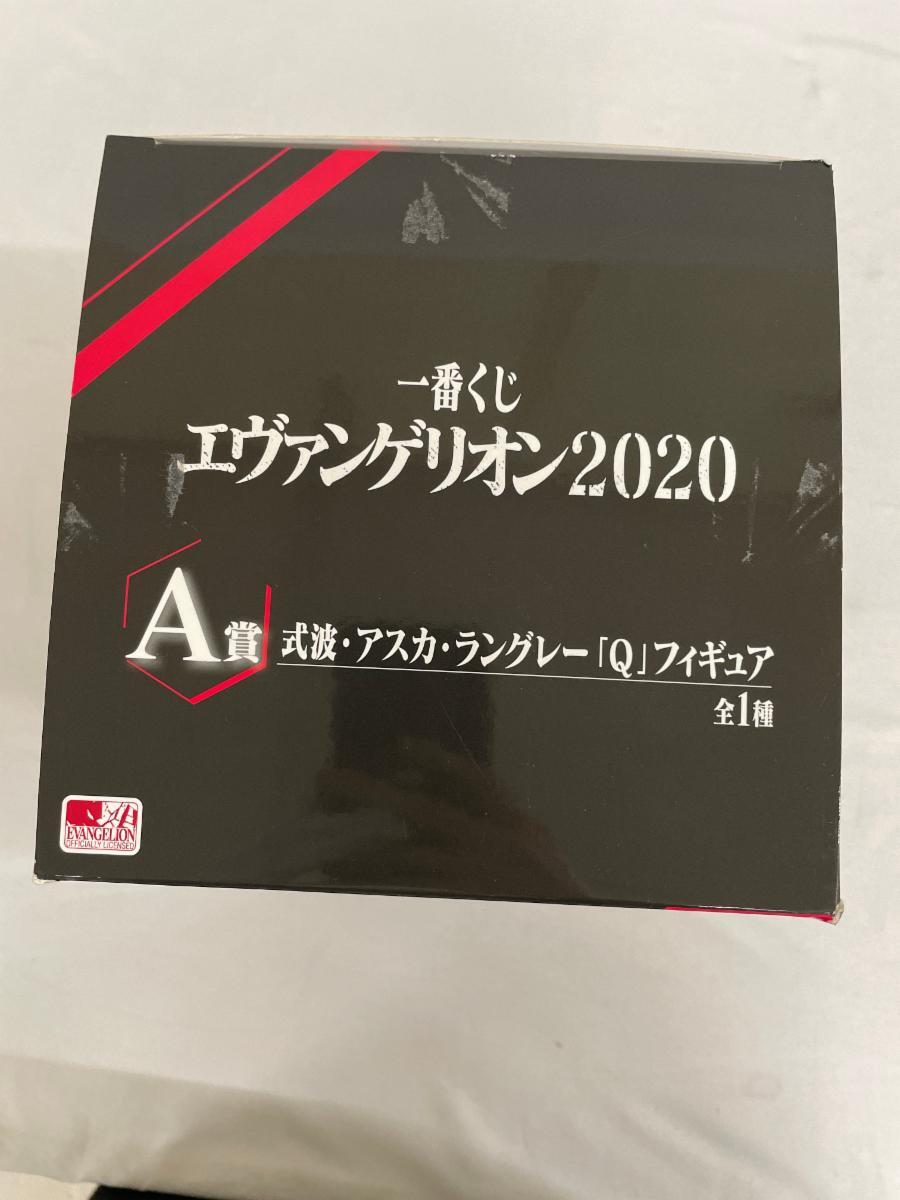 一番くじ
エヴァンゲリオン2020
A賞
式波・アスカ・ラングレー「Q」フィギュア
全1種
EVANGELION
OFFICIALLY LICENSED